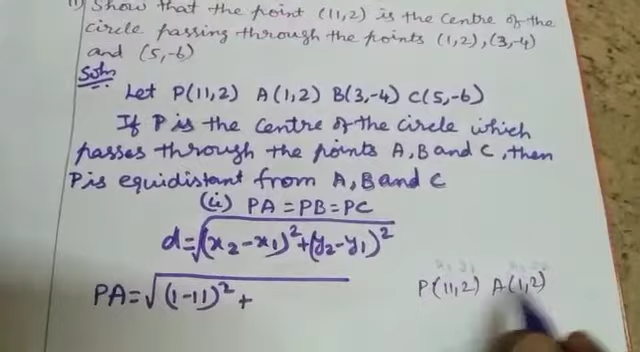 11) Show that the point (11,2) is the centre of the
circle passing through the points (1,2), (3,-4)
and (5,-6)
Soln
Let P(11,2) A(1,2) B(3,-4) C(5,-6)
If P is the centre of the circle which
passes through the points A, B and C, then
P is equidistant from A, B and C
(i) PA = PB = PC
d = √(x₂-x₁)² + (y₂-y₁)²
PA = √(1-11)² +
P(11,2) A(1,2)